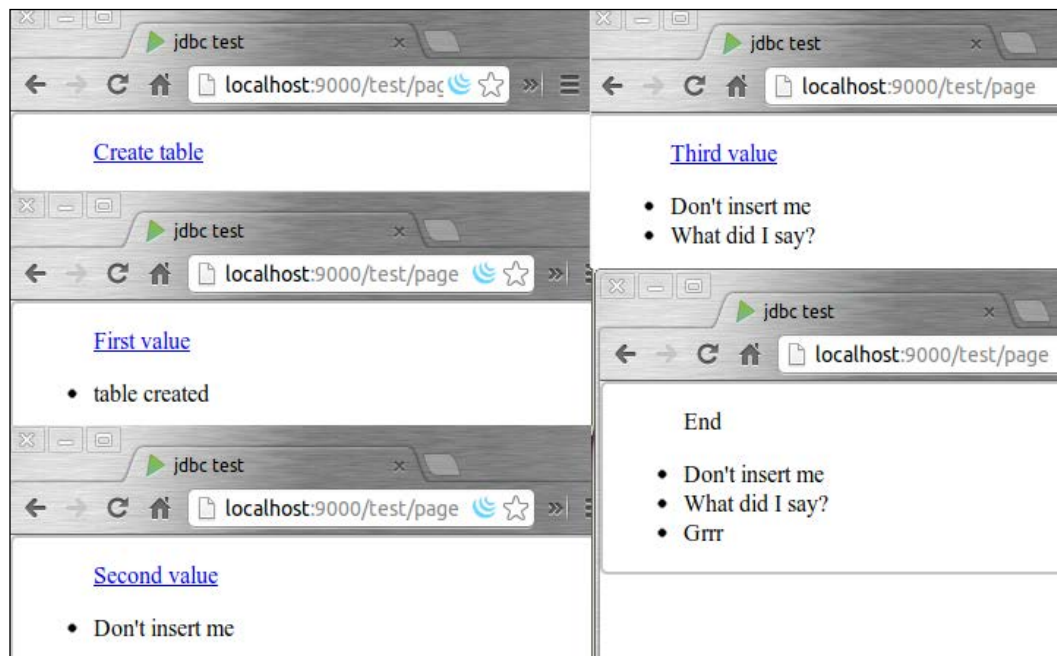 jdbc test
localhost:9000/test/pag
Create table
jdbc test
localhost:9000/test/page
First value
• table created
jdbc test
localhost:9000/test/page
Second value
• Don't insert me
jdbc test
localhost:9000/test/page
Third value
• Don't insert me
• What did I say?
jdbc test
localhost:9000/test/page
End
• Don't insert me
• What did I say?
• Grrr